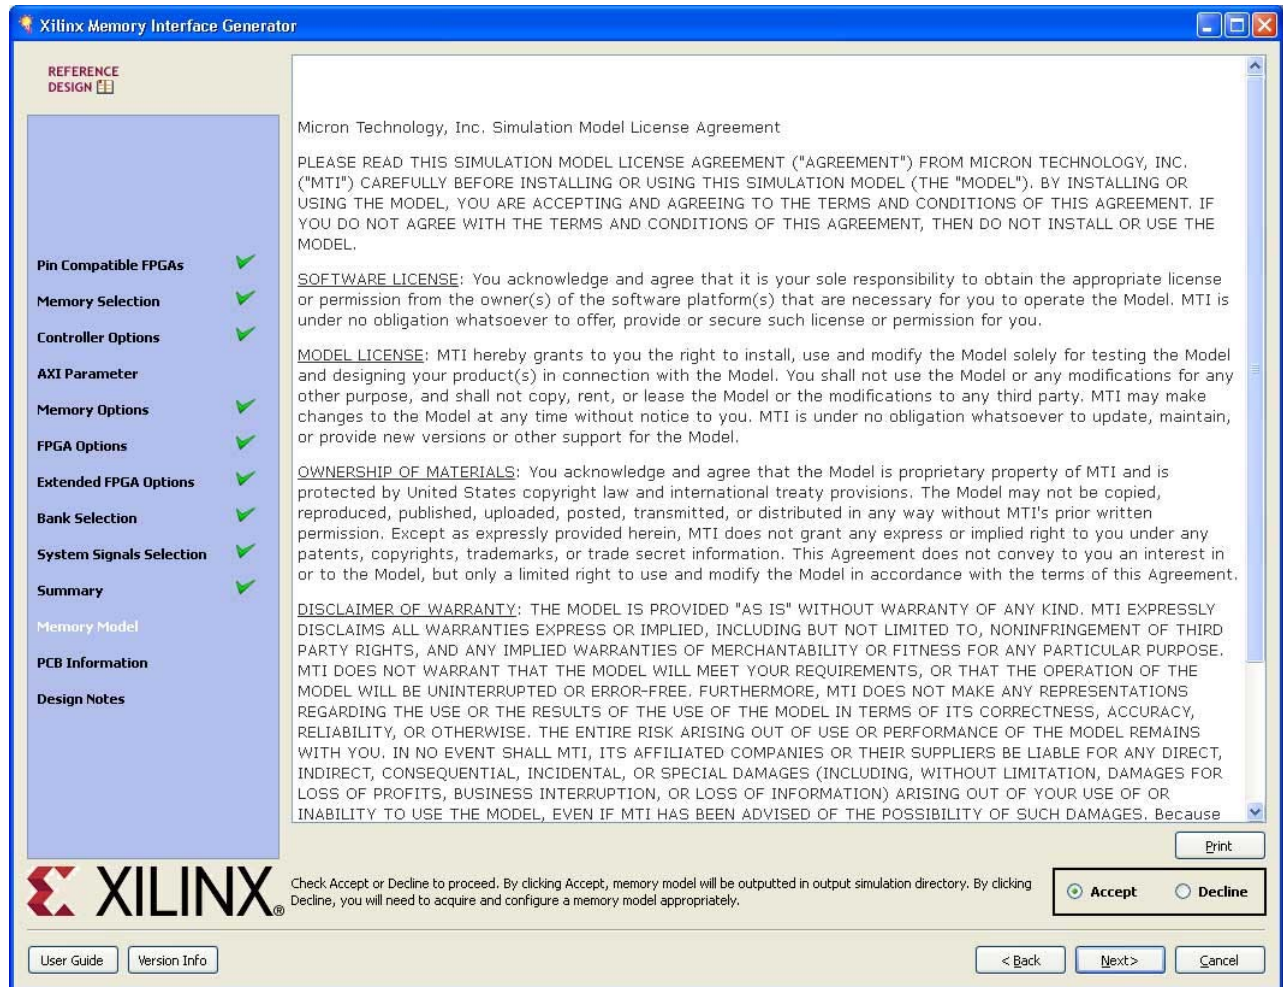 Xilinx Memory Interface Generator
REFERENCE
DESIGN
Pin Compatible FPGAs
Memory Selection
Controller Options
AXI Parameter
Memory Options
FPGA Options
Extended FPGA Options
Bank Selection
System Signals Selection
Summary
Memory Model
PCB Information
Design Notes
Micron Technology, Inc. Simulation Model License Agreement
PLEASE READ THIS SIMULATION MODEL LICENSE AGREEMENT ("AGREEMENT") FROM MICRON TECHNOLOGY, INC.
("MTI") CAREFULLY BEFORE INSTALLING OR USING THIS SIMULATION MODEL (THE "MODEL"). BY INSTALLING OR
USING THE MODEL, YOU ARE ACCEPTING AND AGREEING TO THE TERMS AND CONDITIONS OF THIS AGREEMENT. IF
YOU DO NOT AGREE WITH THE TERMS AND CONDITIONS OF THIS AGREEMENT, THEN DO NOT INSTALL OR USE THE
MODEL.
SOFTWARE LICENSE: You acknowledge and agree that it is your sole responsibility to obtain the appropriate license
or permission from the owner(s) of the software platform(s) that are necessary for you to operate the Model. MTI is
under no obligation whatsoever to offer, provide or secure such license or permission for you.
MODEL LICENSE: MTI hereby grants to you the right to install, use and modify the Model solely for testing the Model
and designing your product(s) in connection with the Model. You shall not use the Model or any modifications for any
other purpose, and shall not copy, rent, or lease the Model or the modifications to any third party. MTI may make
changes to the Model at any time without notice to you. MTI is under no obligation whatsoever to update, maintain,
or provide new versions or other support for the Model.
OWNERSHIP OF MATERIALS: You acknowledge and agree that the Model is proprietary property of MTI and is
protected by United States copyright law and international treaty provisions. The Model may not be copied,
reproduced, published, uploaded, posted, transmitted, or distributed in any way without MTI's prior written
permission. Except as expressly provided herein, MTI does not grant any express or implied right to you under any
patents, copyrights, trademarks, or trade secret information. This Agreement does not convey to you an interest in
or to the Model, but only a limited right to use and modify the Model in accordance with the terms of this Agreement.
DISCLAIMER OF WARRANTY: THE MODEL IS PROVIDED "AS IS" WITHOUT WARRANTY OF ANY KIND. MTI EXPRESSLY
DISCLAIMS ALL WARRANTIES EXPRESS OR IMPLIED, INCLUDING BUT NOT LIMITED TO, NONINFRINGEMENT OF THIRD
PARTY RIGHTS, AND ANY IMPLIED WARRANTIES OF MERCHANTABILITY OR FITNESS FOR ANY PARTICULAR PURPOSE.
MTI DOES NOT WARRANT THAT THE MODEL WILL MEET YOUR REQUIREMENTS, OR THAT THE OPERATION OF THE
MODEL WILL BE UNINTERRUPTED OR ERROR-FREE. FURTHERMORE, MTI DOES NOT MAKE ANY REPRESENTATIONS
REGARDING THE USE OR THE RESULTS OF THE USE OF THE MODEL IN TERMS OF ITS CORRECTNESS, ACCURACY,
RELIABILITY, OR OTHERWISE. THE ENTIRE RISK ARISING OUT OF USE OR PERFORMANCE OF THE MODEL REMAINS
WITH YOU. IN NO EVENT SHALL MTI, ITS AFFILIATED COMPANIES OR THEIR SUPPLIERS BE LIABLE FOR ANY DIRECT,
INDIRECT, CONSEQUENTIAL, INCIDENTAL, OR SPECIAL DAMAGES (INCLUDING, WITHOUT LIMITATION, DAMAGES FOR
LOSS OF PROFITS, BUSINESS INTERRUPTION, OR LOSS OF INFORMATION) ARISING OUT OF YOUR USE OF OR
INABILITY TO USE THE MODEL, EVEN IF MTI HAS BEEN ADVISED OF THE POSSIBILITY OF SUCH DAMAGES. Because
Print
XILINX®
Check Accept or Decline to proceed. By clicking Accept, memory model will be outputted in output simulation directory. By clicking
Decline, you will need to acquire and configure a memory model appropriately.
Accept
Decline
User Guide
Version Info
< Back
Next>
Cancel